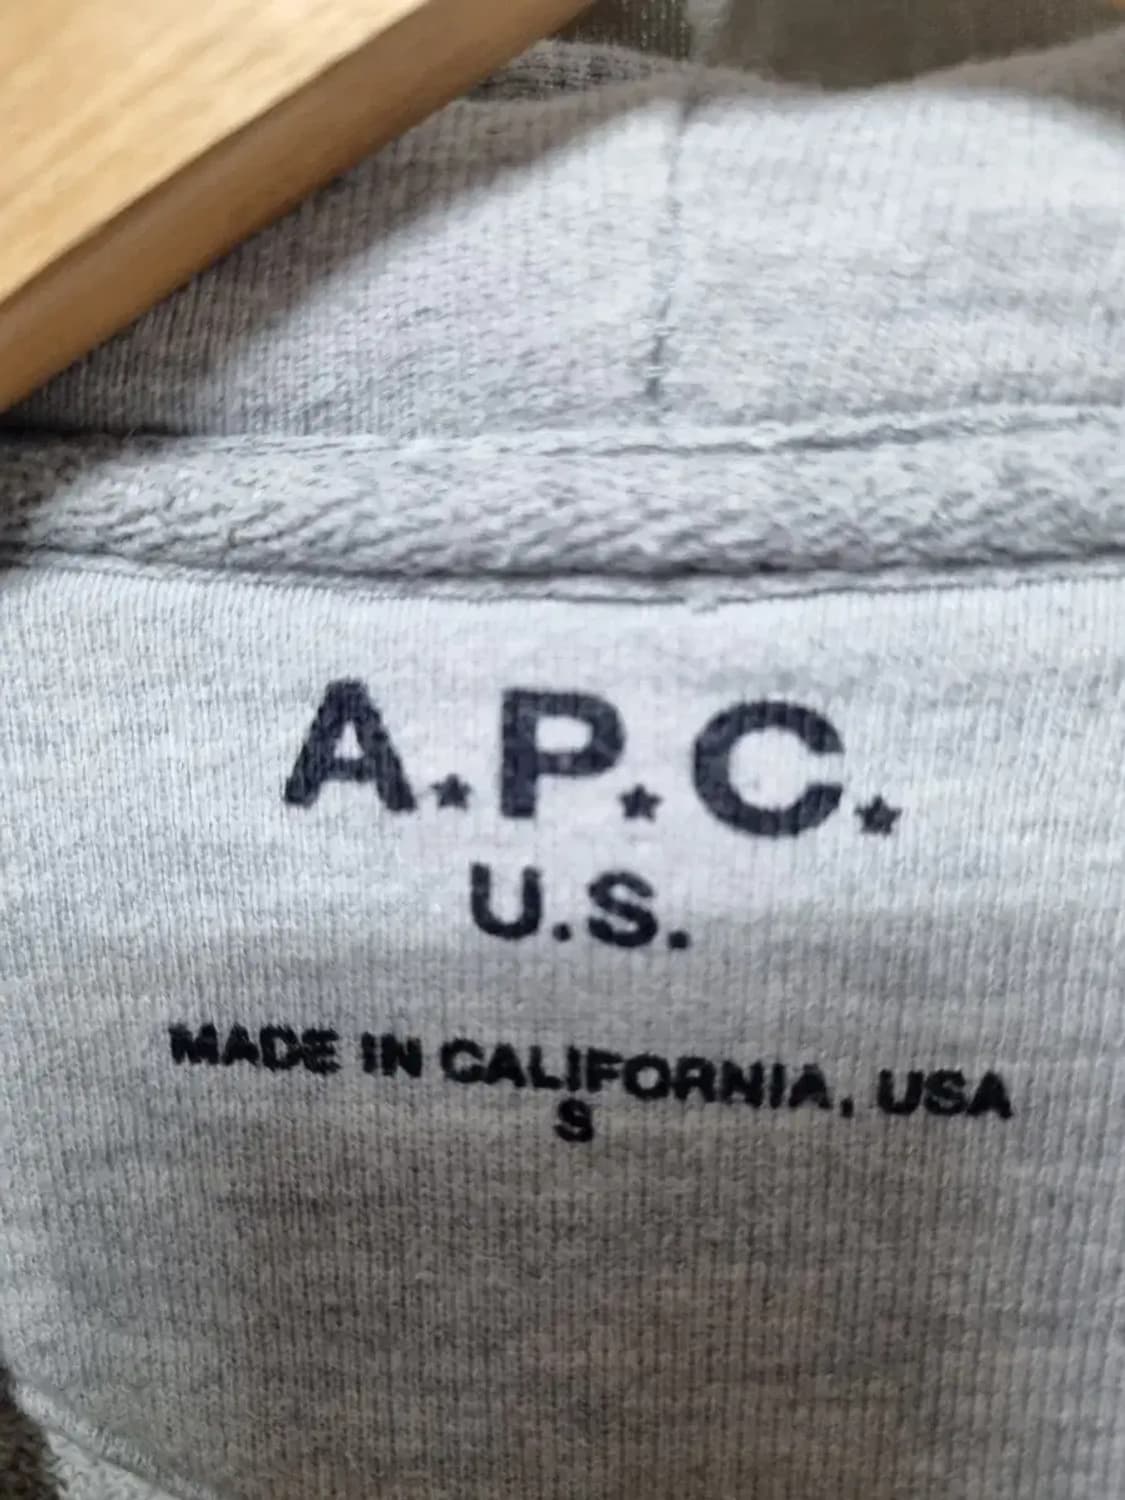 A★P★C★
U.S.
MADE IN CALIFORNIA, USA
S